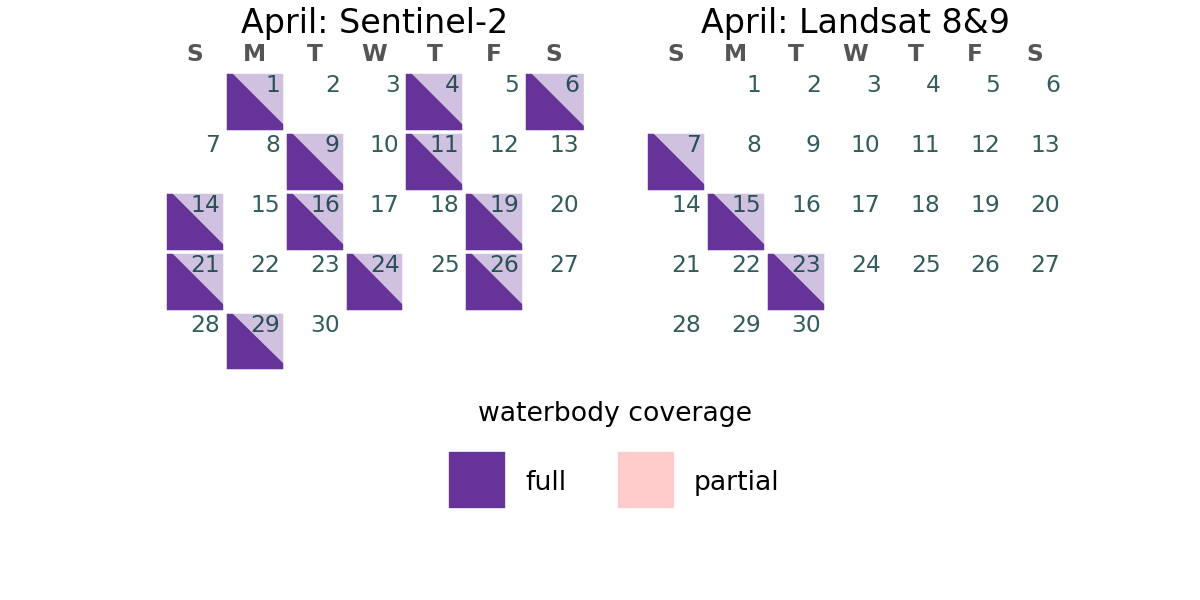 April: Sentinel-2
S M T W T F S
1 2 3 4 5 6
7 8 9 10 11 12 13
14 15 16 17 18 19 20
21 22 23 24 25 26 27
28 29 30
April: Landsat 8&9
S M T W T F S
1 2 3 4 5 6
7 8 9 10 11 12 13
14 15 16 17 18 19 20
21 22 23 24 25 26 27
28 29 30
waterbody coverage
full partial